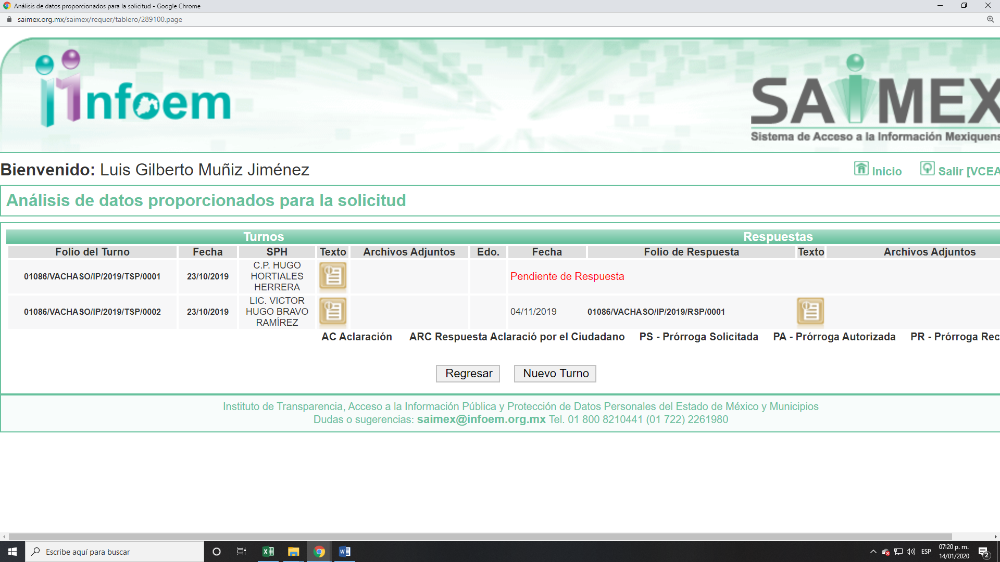 Análisis de datos proporcionados para la solicitud - Google Chrome
saimex.org.mx/saimex/requer/tablero/289100.page
infoem
SAIMEX
Sistema de Acceso a la Información Mexiquens
Bienvenido: Luis Gilberto Muñiz Jiménez
Inicio Salir [VCEA
Análisis de datos proporcionados para la solicitud
Turnos Respuestas
Folio del Turno Fecha SPH Texto Archivos Adjuntos Edo. Fecha Folio de Respuesta Texto Archivos Adjuntos
C.P. HUGO
01086/VACHASO/IP/2019/TSP/0001 23/10/2019 HORTIALES Pendiente de Respuesta
HERRERA
LIC. VICTOR
01086/VACHASO/IP/2019/TSP/0002 23/10/2019 HUGO BRAVO 04/11/2019 01086/VACHASO/IP/2019/RSP/0001
RAMÍREZ
AC Aclaración ARC Respuesta Aclaració por el Ciudadano PS - Prórroga Solicitada PA - Prórroga Autorizada PR - Prórroga Rec
Regresar Nuevo Turno
Instituto de Transparencia, Acceso a la Información Pública y Protección de Datos Personales del Estado de México y Municipios
Dudas o sugerencias: saimex@infoem.org.mx Tel. 01 800 8210441 (01 722) 2261980
Escribe aquí para buscar
ESP
07:20 p. m.
14/01/2020
2